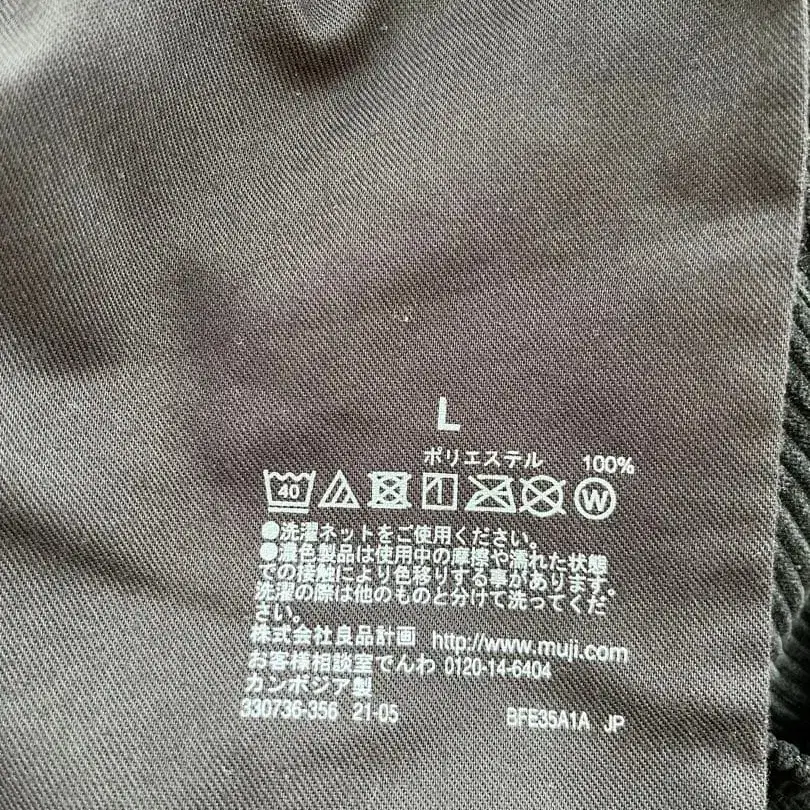 L
ポリエステル 100%
40 W
●洗濯ネットをご使用ください。
●濃色製品は使用中の摩擦や濡れた状態
での接触により色移りする事があります。
洗濯の際は他のものと分けて洗ってくだ
さい。
株式会社良品計画 http://www.muji.com
お客様相談室でんわ 0120-14-6404
カンボジア製
330736-356 21-05 BFE35A1A JP